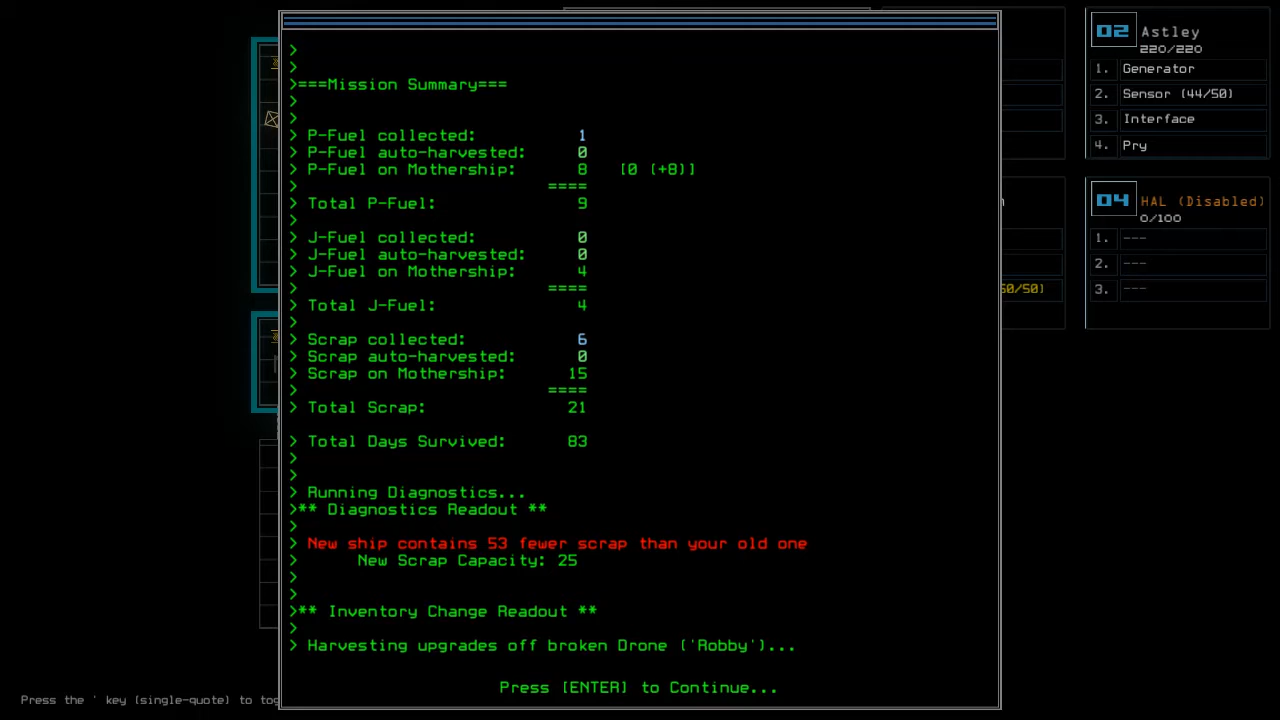 >
>
>===Mission Summary===
>
>
> P-Fuel collected: 1
> P-Fuel auto-harvested: 0
> P-Fuel on Mothership: 8 [0 (+8)]
> ====
> Total P-Fuel: 9
>
> J-Fuel collected: 0
> J-Fuel auto-harvested: 0
> J-Fuel on Mothership: 4
> ====
> Total J-Fuel: 4
>
> Scrap collected: 6
> Scrap auto-harvested: 0
> Scrap on Mothership: 15
> ====
> Total Scrap: 21

> Total Days Survived: 83
>
>
> Running Diagnostics...
>** Diagnostics Readout **
>
> New ship contains 53 fewer scrap than your old one
> New Scrap Capacity: 25
>
>
>** Inventory Change Readout **
>
> Harvesting upgrades off broken Drone ('Robby')...
Press [ENTER] to Continue...
02 Astley
220/220
1. Generator
2. Sensor (44/50)
3. Interface
4. Pry
04 HAL (Disabled)
0/100
1. ---
2. ---
3. ---
50/50)
Press the ' key (single-quote) to tog